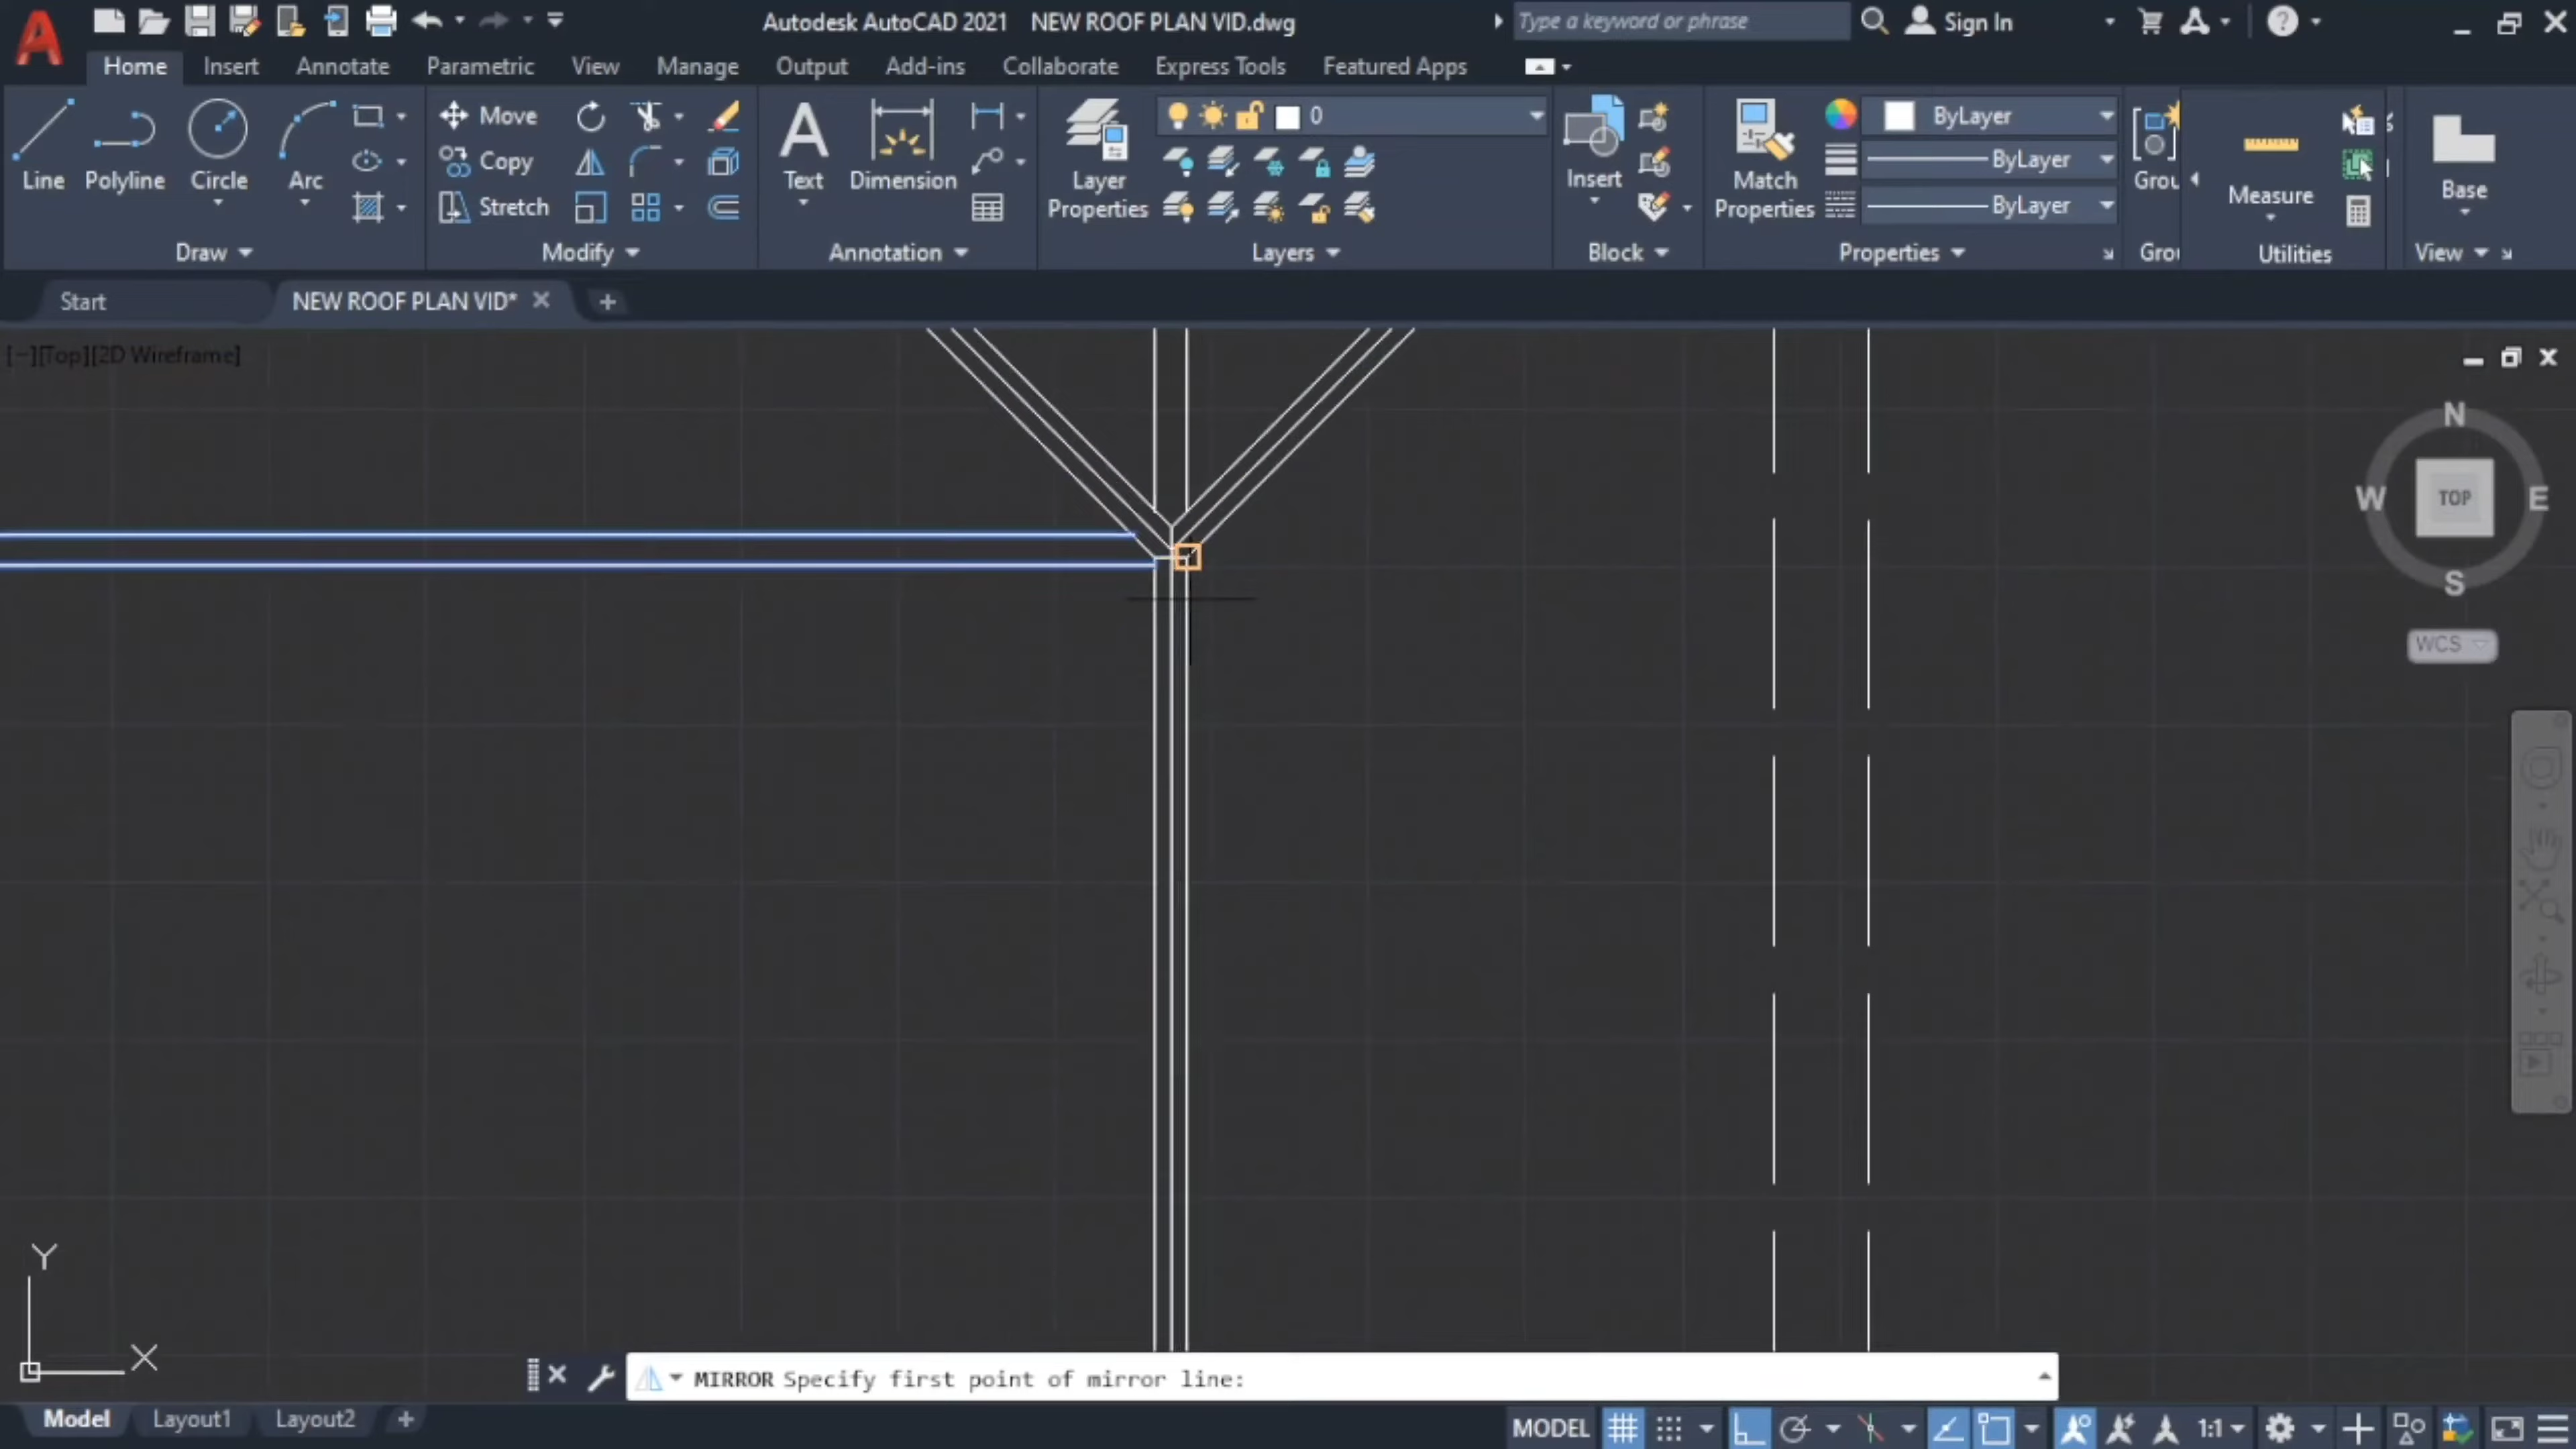 Autodesk AutoCAD 2021 NEW ROOF PLAN VID.dwg
Type a keyword or phrase
Sign In
Home Insert Annotate Parametric View Manage Output Add-ins Collaborate Express Tools Featured Apps
Line Polyline Circle Arc
Move
Copy
Stretch
Text Dimension
Layer Properties
0
Insert
Match Properties
ByLayer
ByLayer
ByLayer
Grou
Measure
Base
Draw Modify Annotation Layers Block Properties Grou Utilities View
Start NEW ROOF PLAN VID*
[−][Top][2D Wireframe]
N
W TOP E
S
WCS
Y
X
MIRROR Specify first point of mirror line:
Model Layout1 Layout2
MODEL 1:1